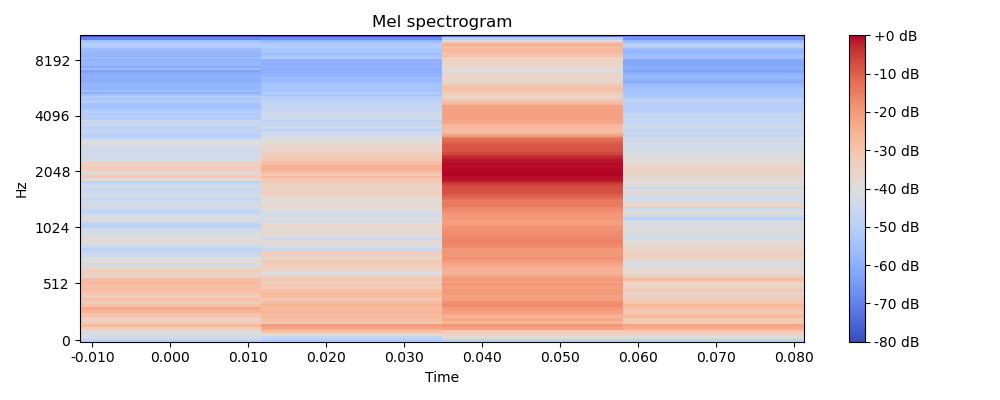 Mel spectrogram
Hz
8192
4096
2048
1024
512
0
-0.010 0.000 0.010 0.020 0.030 0.040 0.050 0.060 0.070 0.080
Time
+0 dB
-10 dB
-20 dB
-30 dB
-40 dB
-50 dB
-60 dB
-70 dB
-80 dB